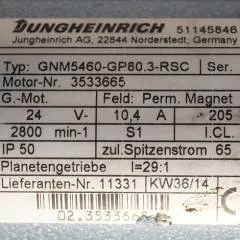 JUNGHEINRICH 51145846
Jungheinrich AG, 22844 Norderstedt, Germany
Typ: GNM5460-GP80.3-RSC Ser.
Motor-Nr. 3533665
G.-Mot. Feld: Perm. Magnet
24 V- 10,4 A 205
2800 min-1 S1 I.CL.
IP 50 zul.Spitzenstrom 65
Planetengetriebe I=29:1
Lieferanten-Nr. 11331 KW36/14
02.3533665